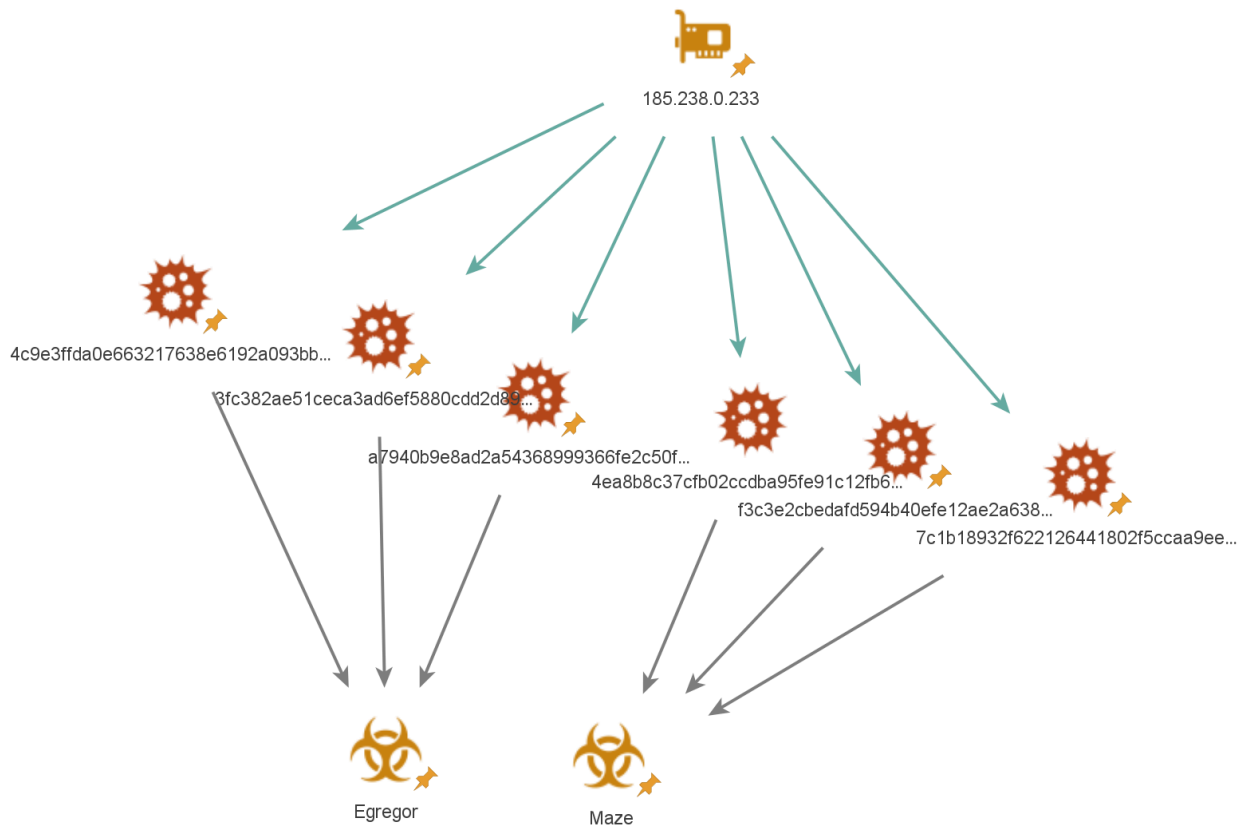 185.238.0.233
4c9e3ffda0e663217638e6192a093bb...
3fc382ae51ceca3ad6ef5880cdd2d89...
a7940b9e8ad2a54368999366fe2c50f...
4ea8b8c37cfb02ccdba95fe91c12fb6...
f3c3e2cbedafd594b40efe12ae2a638...
7c1b18932f622126441802f5ccaa9ee...
Egregor
Maze